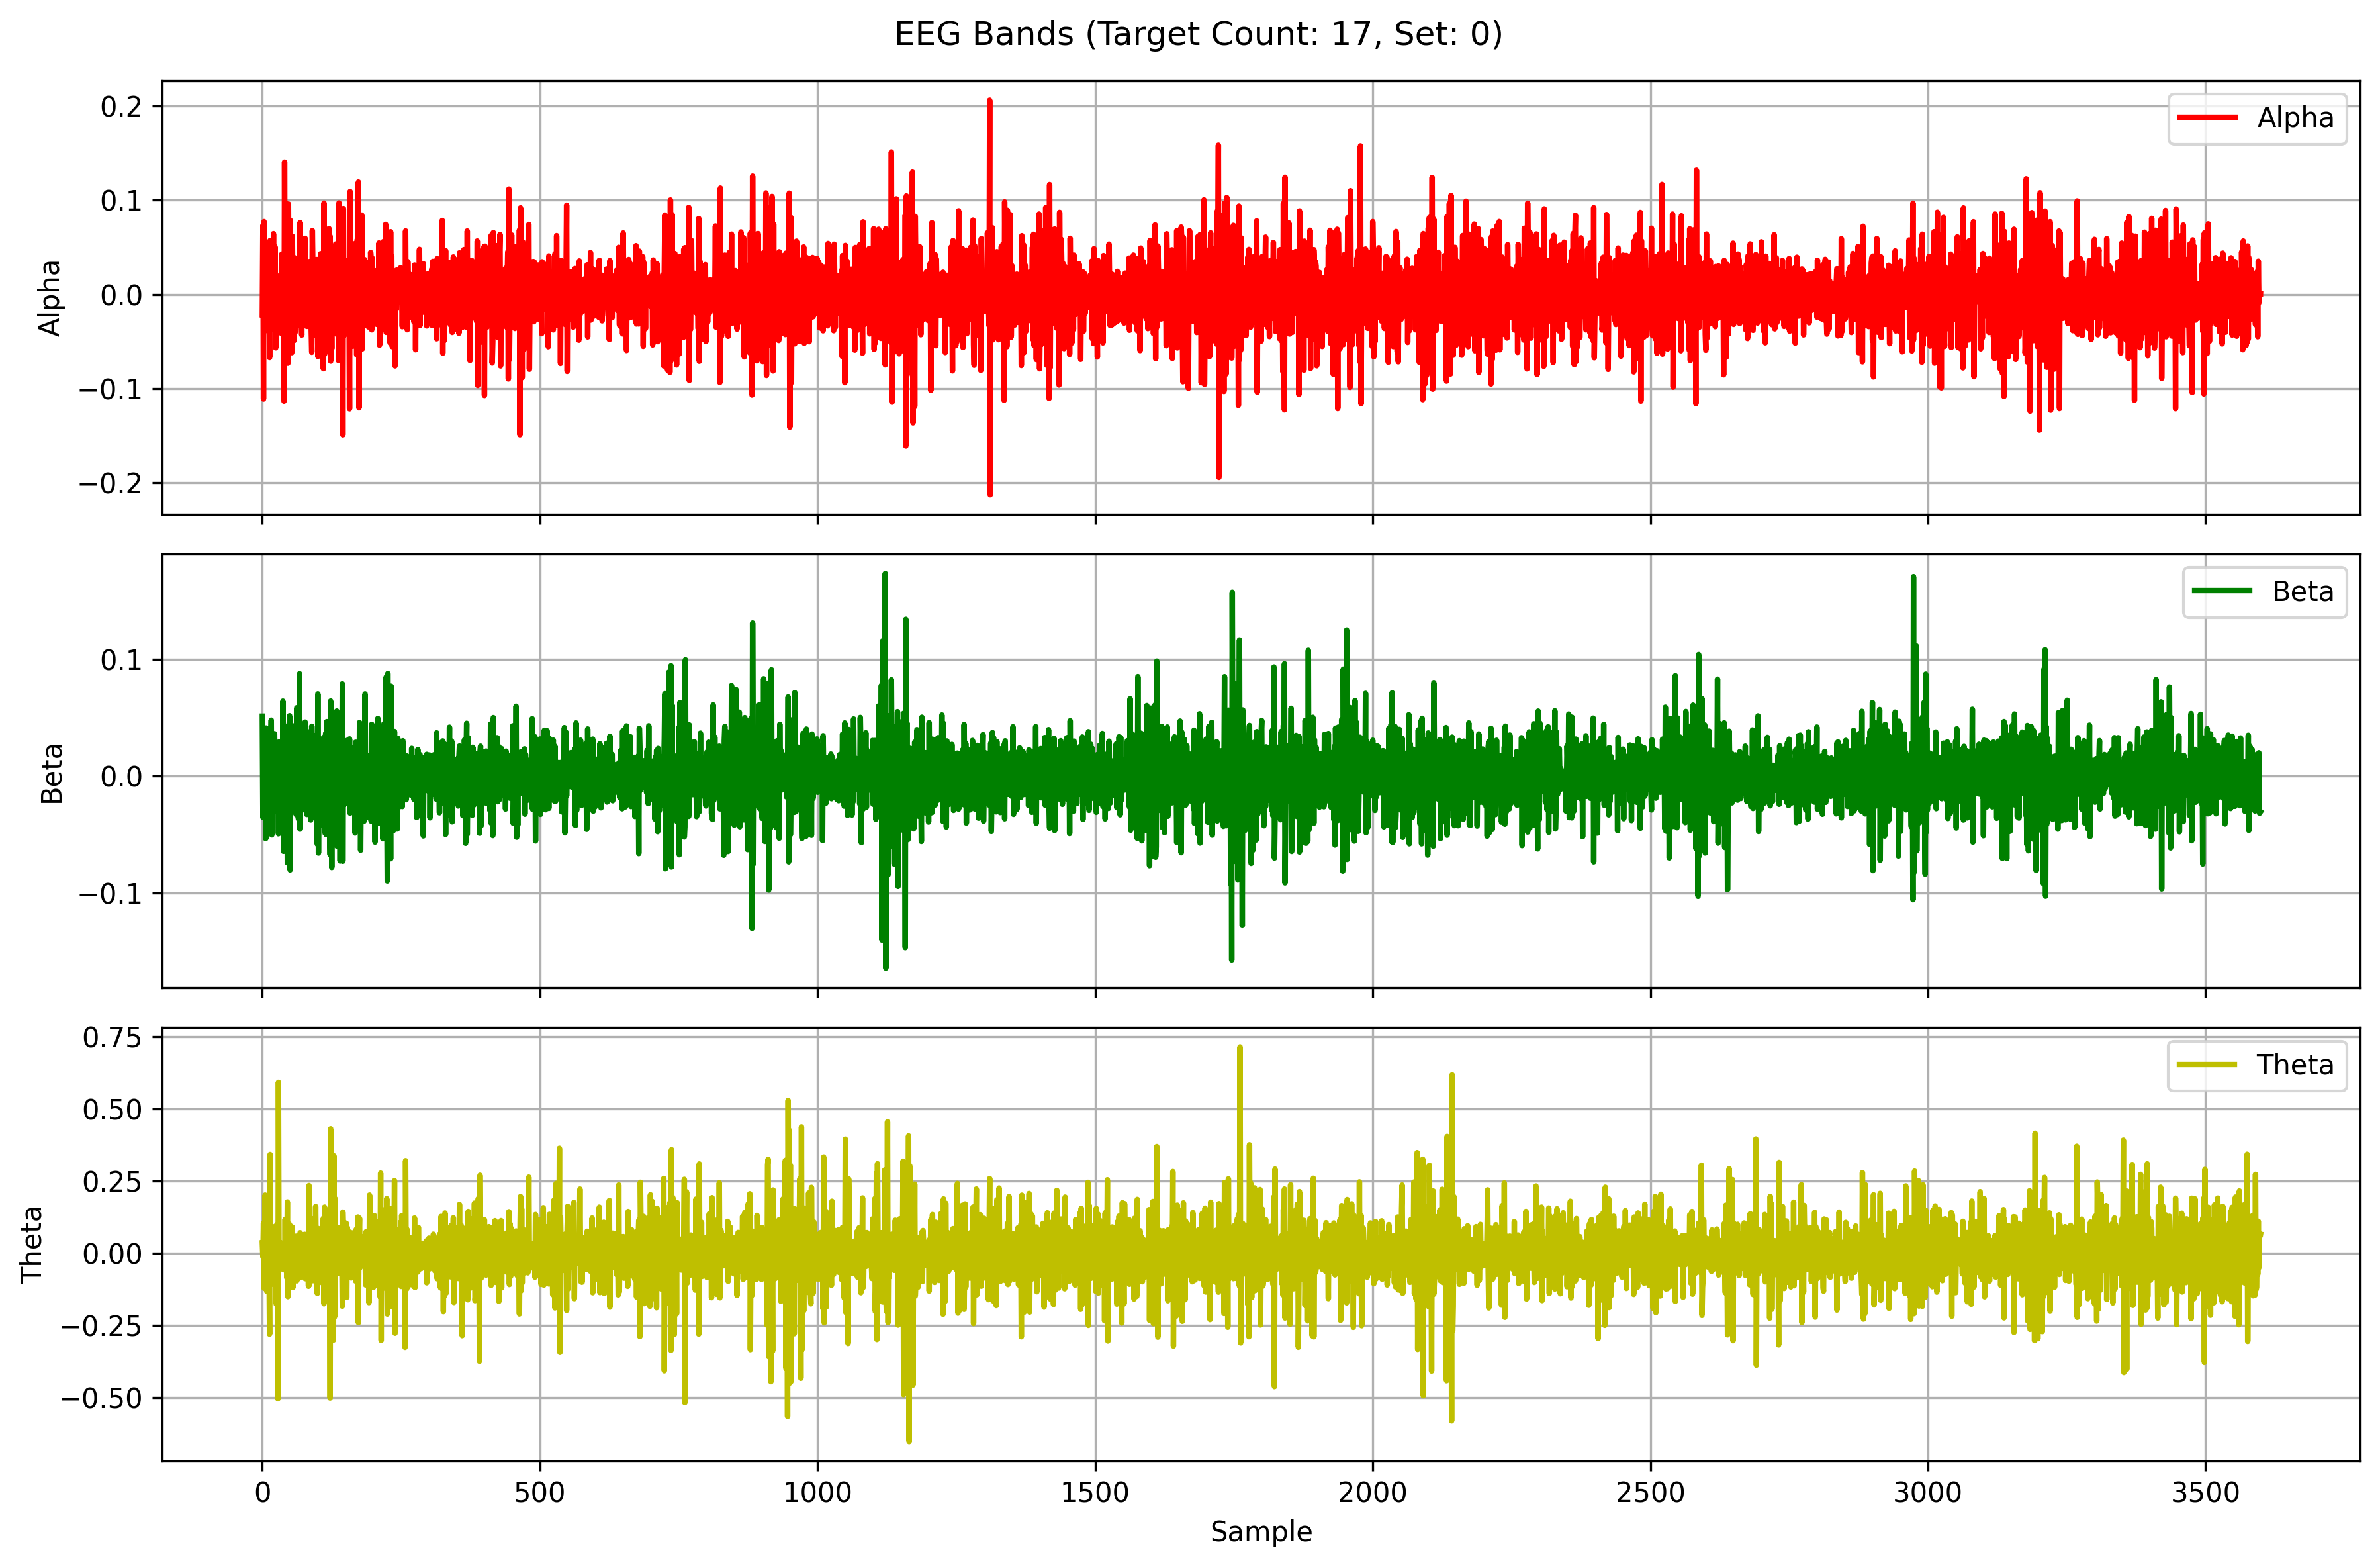 EEG Bands (Target Count: 17, Set: 0)
0.2
0.1
0.0
−0.1
−0.2
Alpha
Alpha
0.1
0.0
−0.1
Beta
Beta
0.75
0.50
0.25
0.00
−0.25
−0.50
Theta
Theta
0 500 1000 1500 2000 2500 3000 3500
Sample